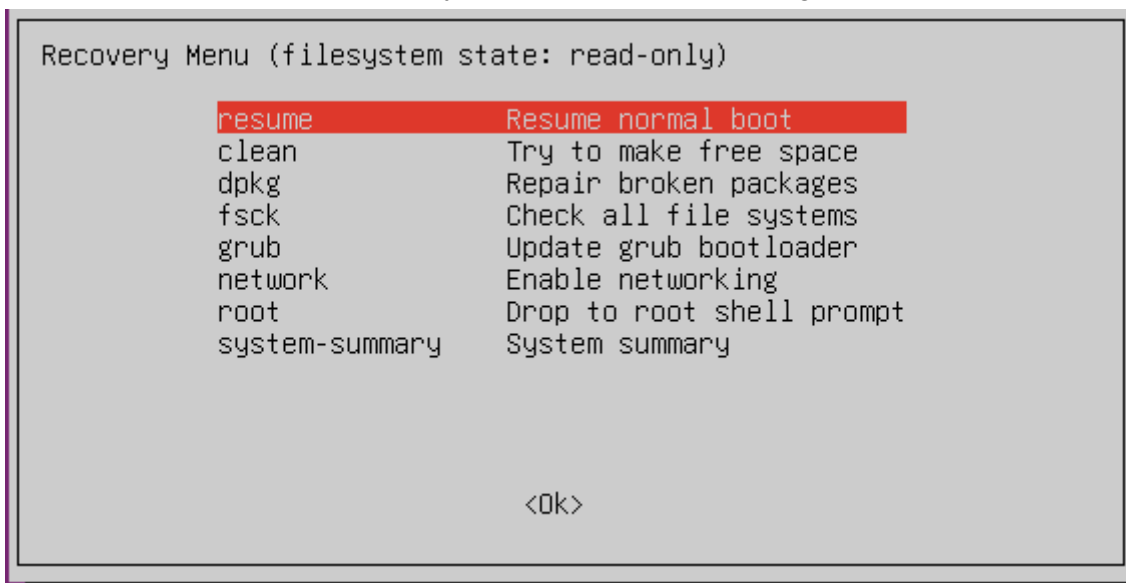 Recovery Menu (filesystem state: read-only)
resume Resume normal boot
clean Try to make free space
dpkg Repair broken packages
fsck Check all file systems
grub Update grub bootloader
network Enable networking
root Drop to root shell prompt
system-summary System summary
<Ok>